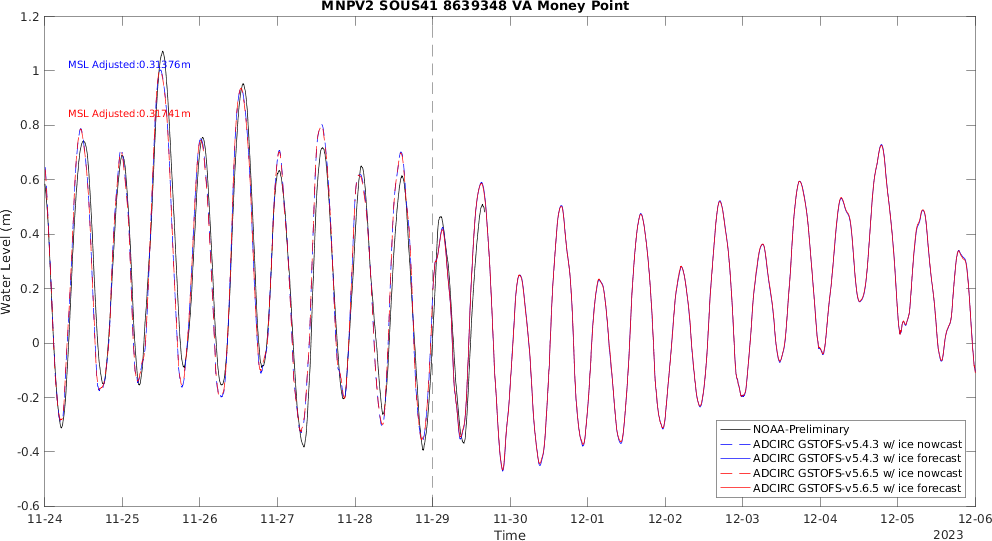 MNPV2 SOUS41 8639348 VA Money Point
Water Level (m)
1.2
1
0.8
0.6
0.4
0.2
0
-0.2
-0.4
-0.6
MSL Adjusted:0.31376m
MSL Adjusted:0.31741m
NOAA-Preliminary
ADCIRC GSTOFS-v5.4.3 w/ ice nowcast
ADCIRC GSTOFS-v5.4.3 w/ ice forecast
ADCIRC GSTOFS-v5.6.5 w/ ice nowcast
ADCIRC GSTOFS-v5.6.5 w/ ice forecast
11-24 11-25 11-26 11-27 11-28 11-29 11-30 12-01 12-02 12-03 12-04 12-05 12-06
Time
2023